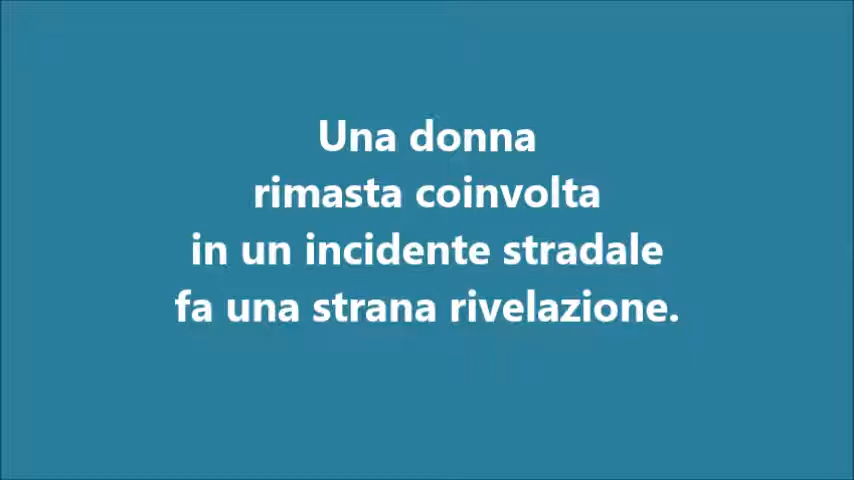 Una donna
rimasta coinvolta
in un incidente stradale
fa una strana rivelazione.